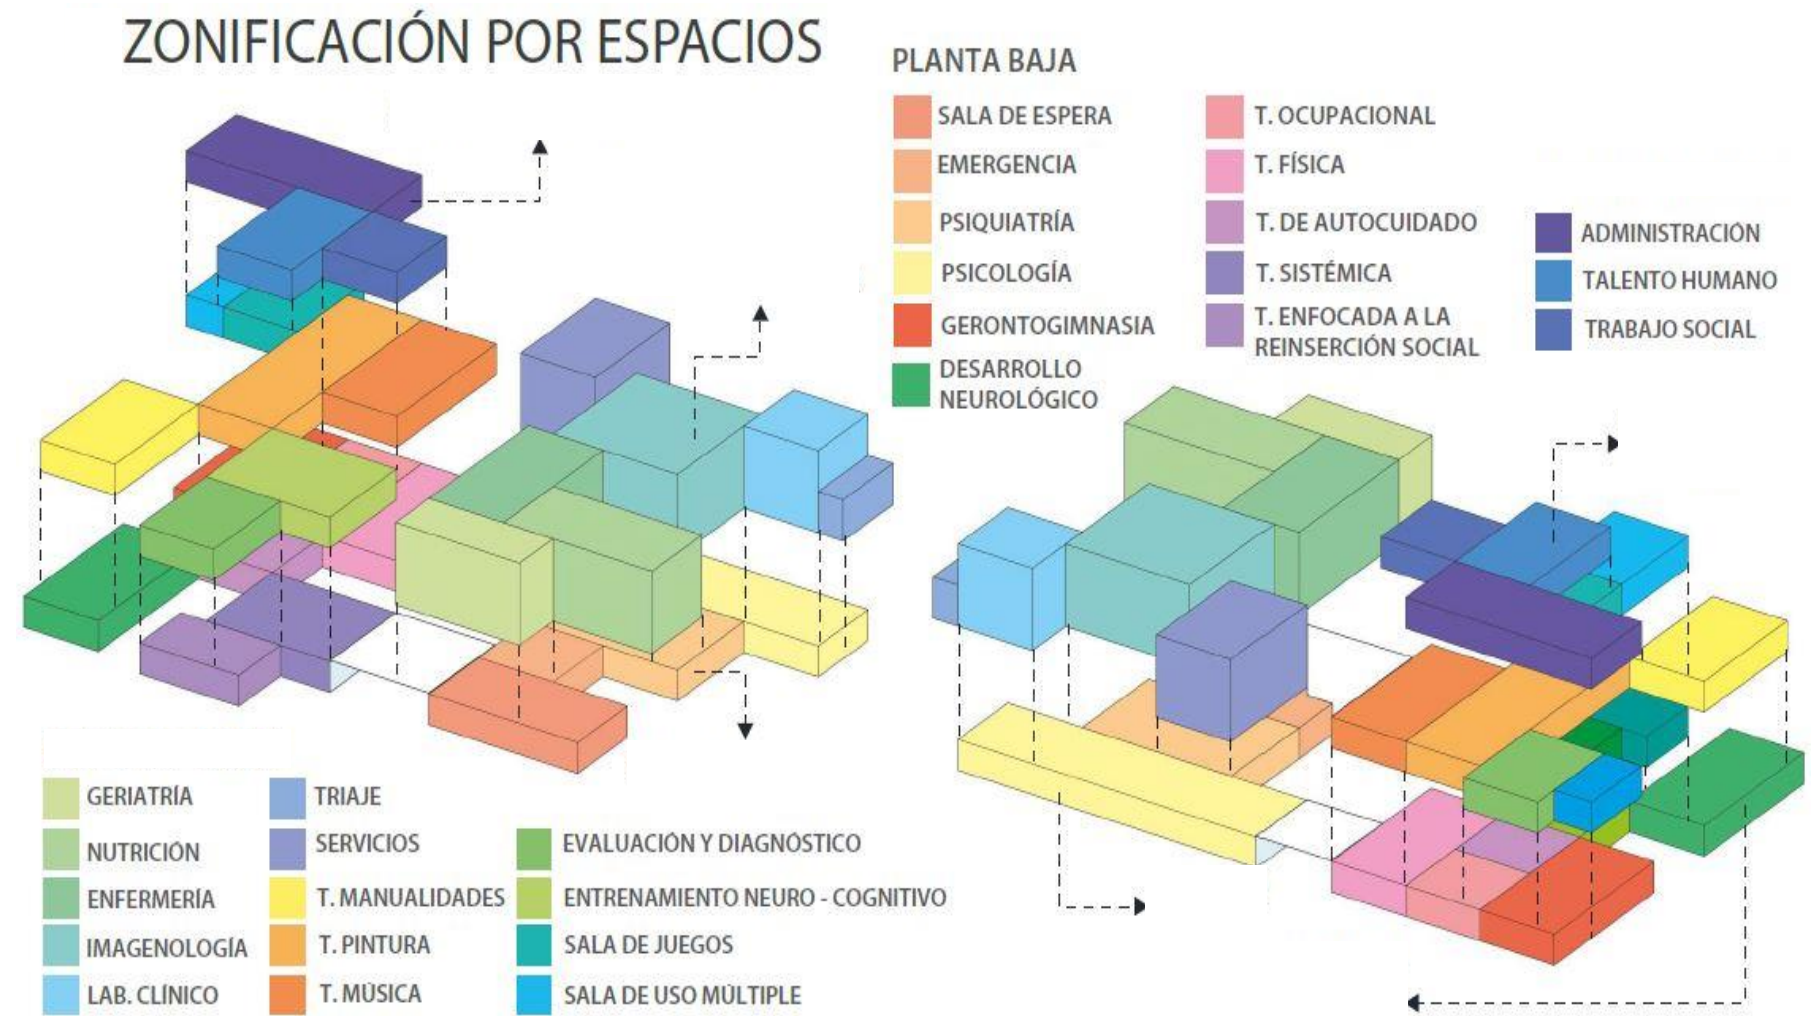 ZONIFICACIÓN POR ESPACIOS
PLANTA BAJA
SALA DE ESPERA
EMERGENCIA
PSIQUIATRÍA
PSICOLOGÍA
GERONTOGIMNASIA
DESARROLLO
NEUROLÓGICO
T. OCUPACIONAL
T. FÍSICA
T. DE AUTOCUIDADO
T. SISTÉMICA
T. ENFOCADA A LA
REINSERCIÓN SOCIAL
ADMINISTRACIÓN
TALENTO HUMANO
TRABAJO SOCIAL
GERIATRÍA
NUTRICIÓN
ENFERMERÍA
IMAGENOLOGÍA
LAB. CLÍNICO
TRIAJE
SERVICIOS
T. MANUALIDADES
T. PINTURA
T. MÚSICA
EVALUACIÓN Y DIAGNÓSTICO
ENTRENAMIENTO NEURO - COGNITIVO
SALA DE JUEGOS
SALA DE USO MÚLTIPLE